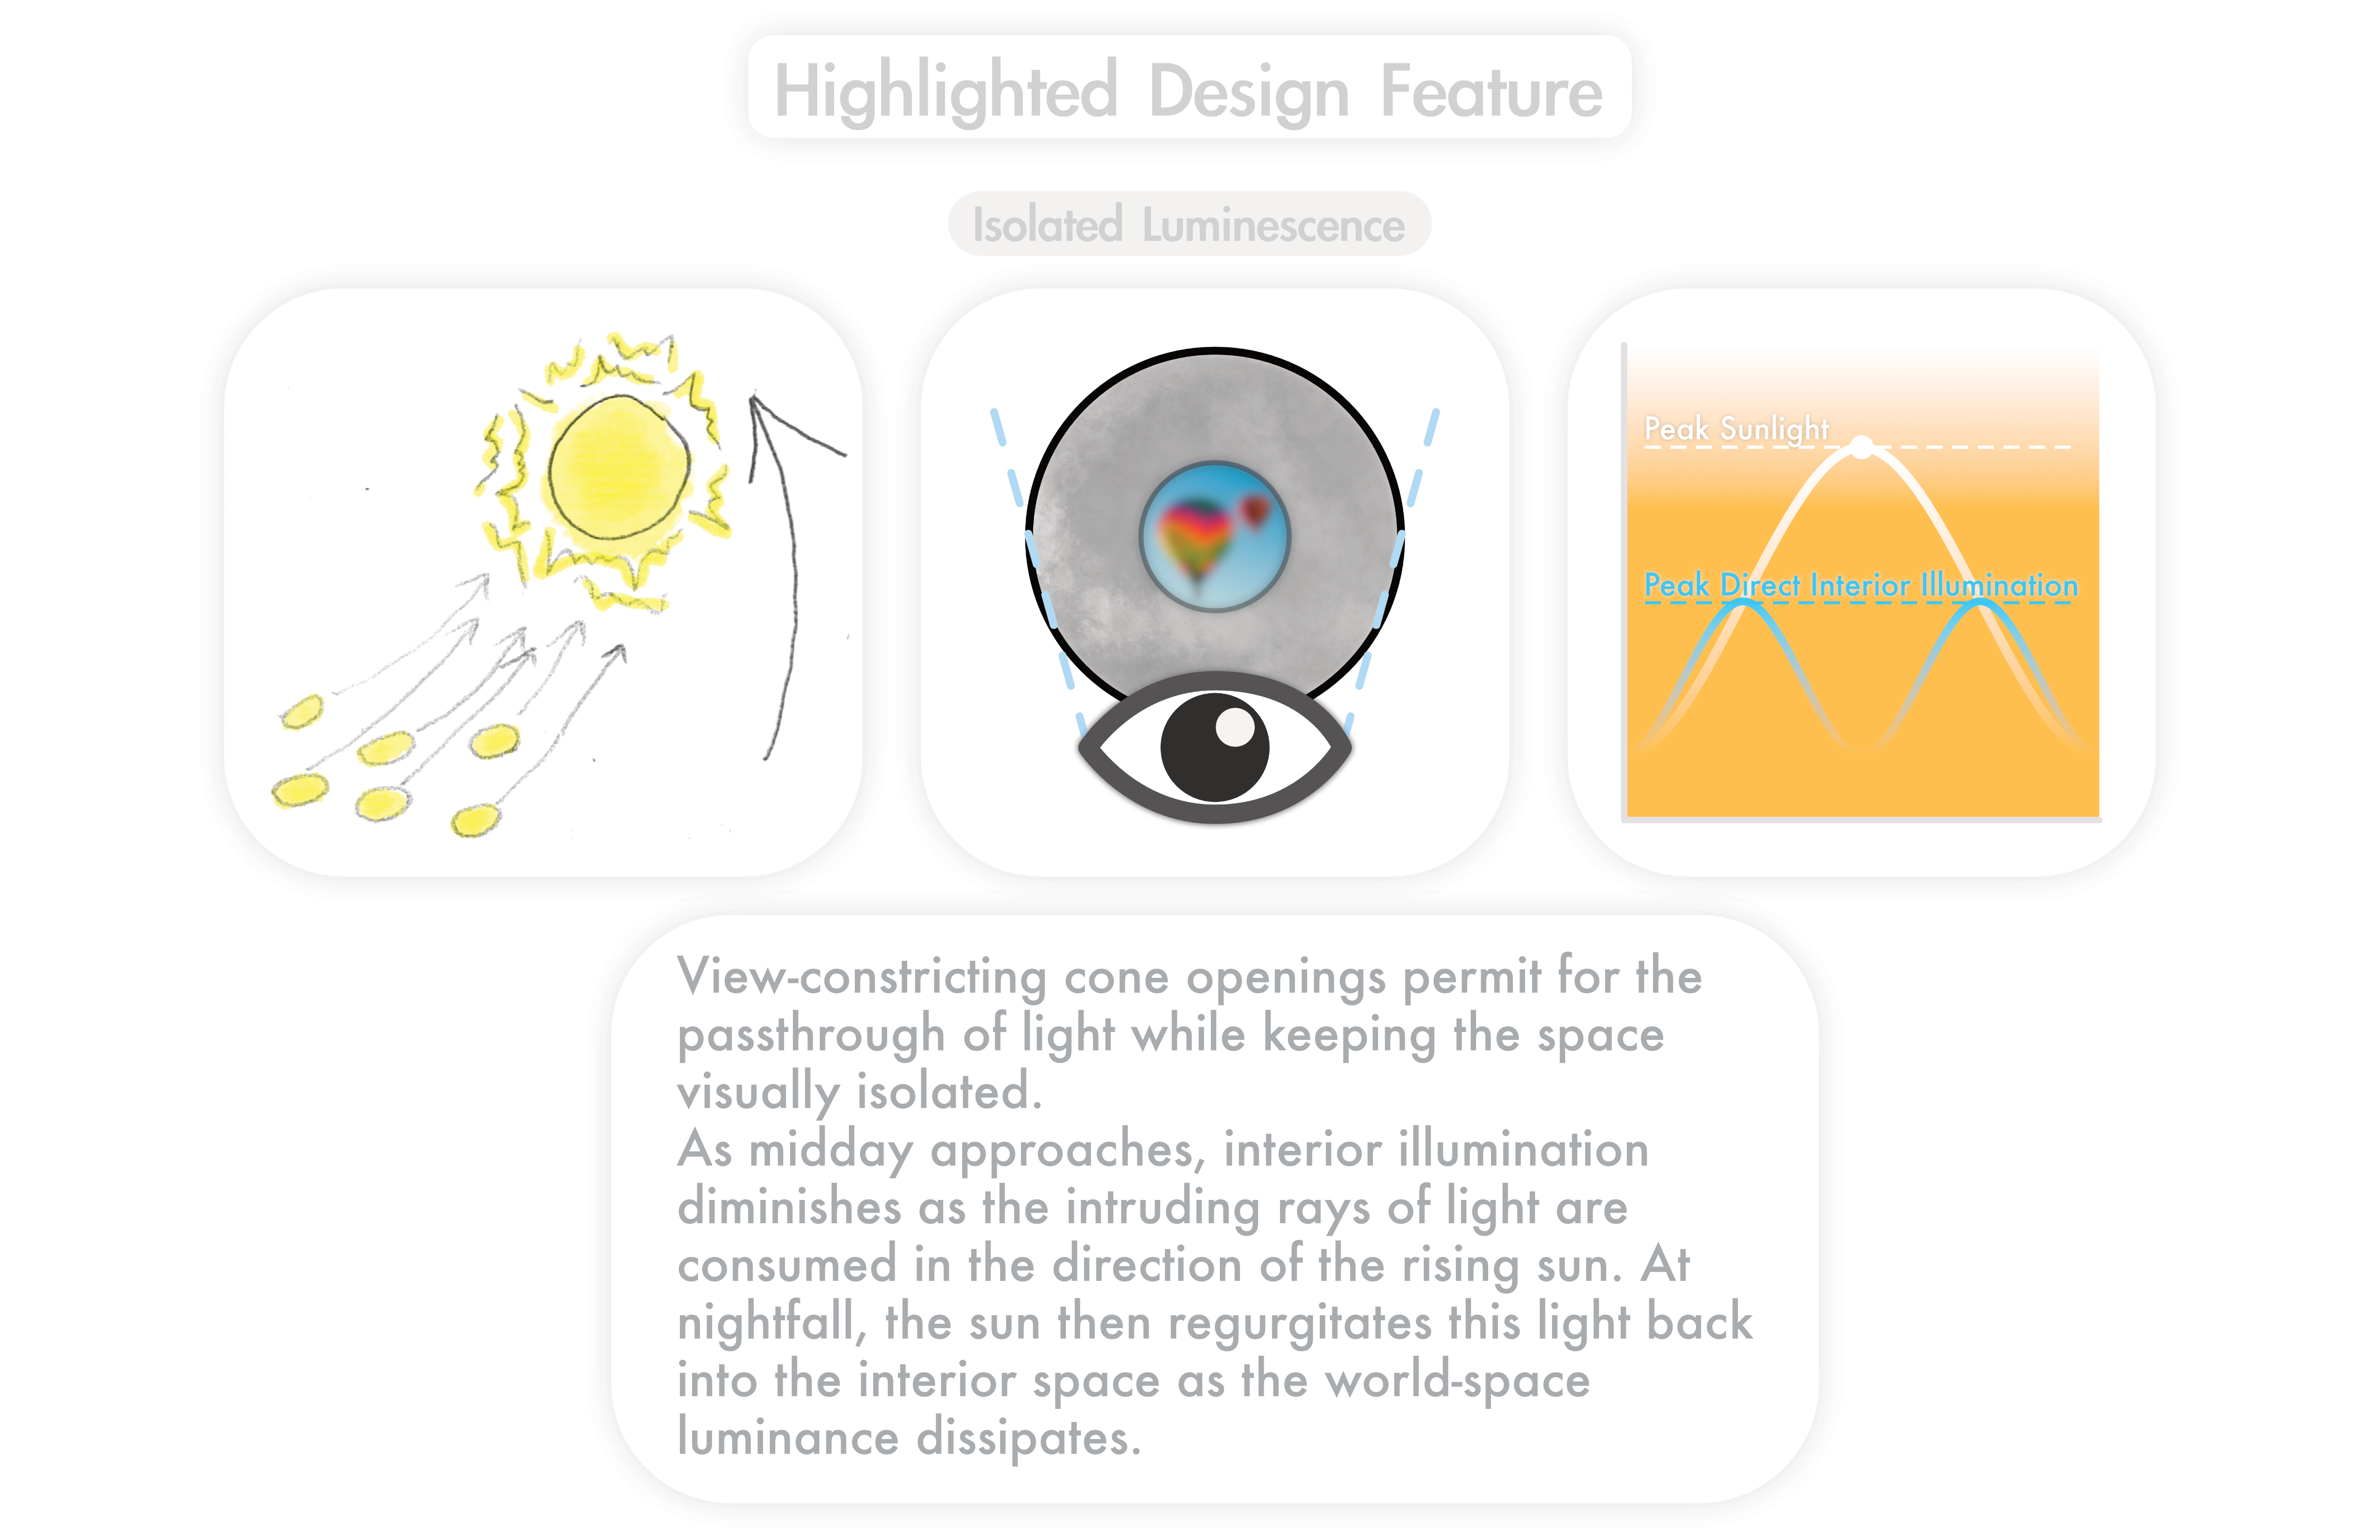 Highlighted Design Feature
Isolated Luminescence
Peak Sunlight
Peak Direct Interior Illumination
View-constricting cone openings permit for the
passthrough of light while keeping the space
visually isolated.
As midday approaches, interior illumination
diminishes as the intruding rays of light are
consumed in the direction of the rising sun. At
nightfall, the sun then regurgitates this light back
into the interior space as the world-space
luminance dissipates.